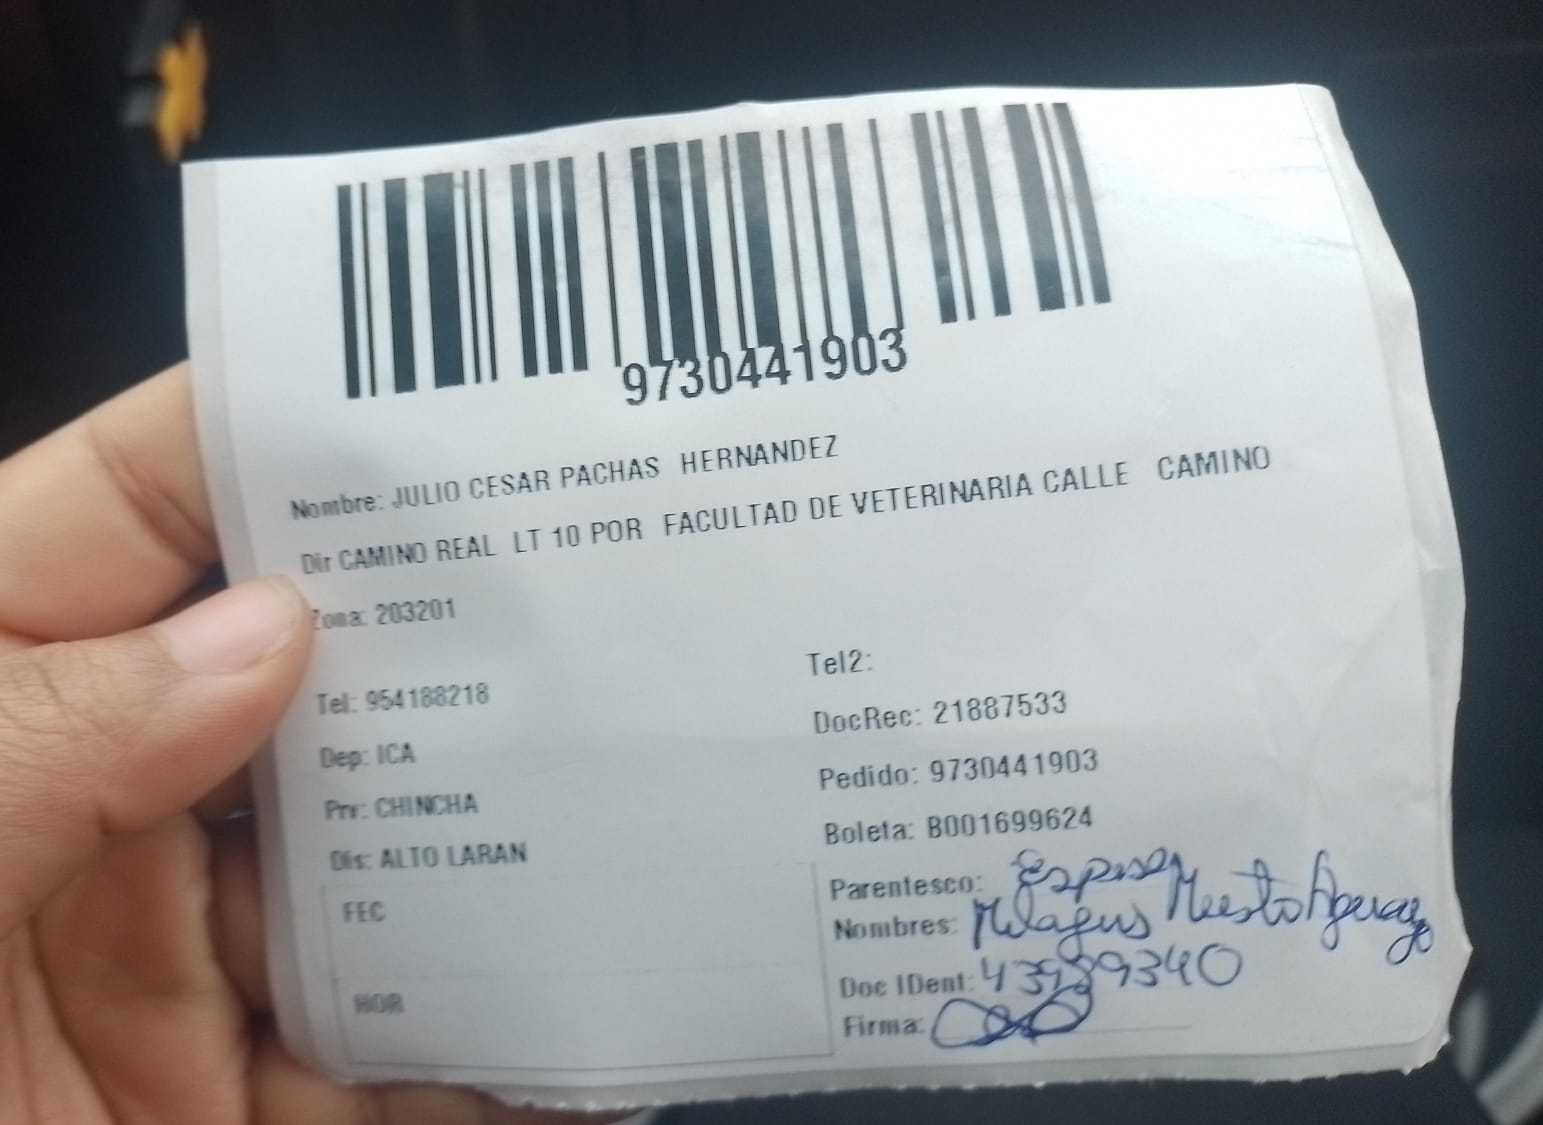 9730441903
Nombre: JULIO CESAR PACHAS HERNANDEZ
Dir CAMINO REAL LT 10 POR FACULTAD DE VETERINARIA CALLE CAMINO
Zona: 203201
Tel: 954188218
Tel2:
Dep: ICA
DocRec: 21887533
Prv: CHINCHA
Pedido: 9730441903
Dis: ALTO LARAN
Boleta: B001699624
FEC
Parentesco: Esposa
Nombres: Milagros
Doc IDent:
HOR
Firma: